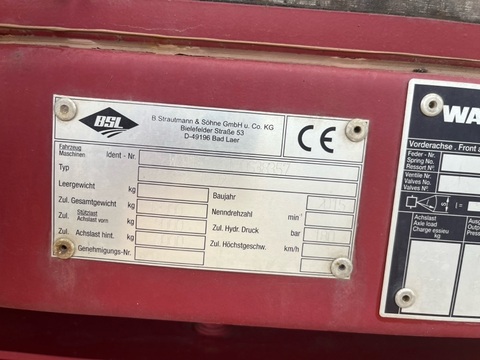 BSL
B Strautmann & Söhne GmbH u. Co. KG
Bielefelder Straße 53
D-49196 Bad Laer
CE
Fahrzeug
Maschinen
Ident - Nr.
Typ
Leergewicht kg
Zul. Gesamtgewicht kg
Zul. Stützlast
Achslast vorn kg
Zul. Achslast hint. kg
Genehmigungs-Nr.
Baujahr
Nenndrehzahl min
Zul. Hydr. Druck bar
Zul. Höchstgeschw. km/h
WA
Vorderachse . Front a
Feder - Nr.
Spring No.
Ressort Nº
Ventile Nr.
Valves No.
Valves Nº
Achslast
Axle load
Charge essieu
kg